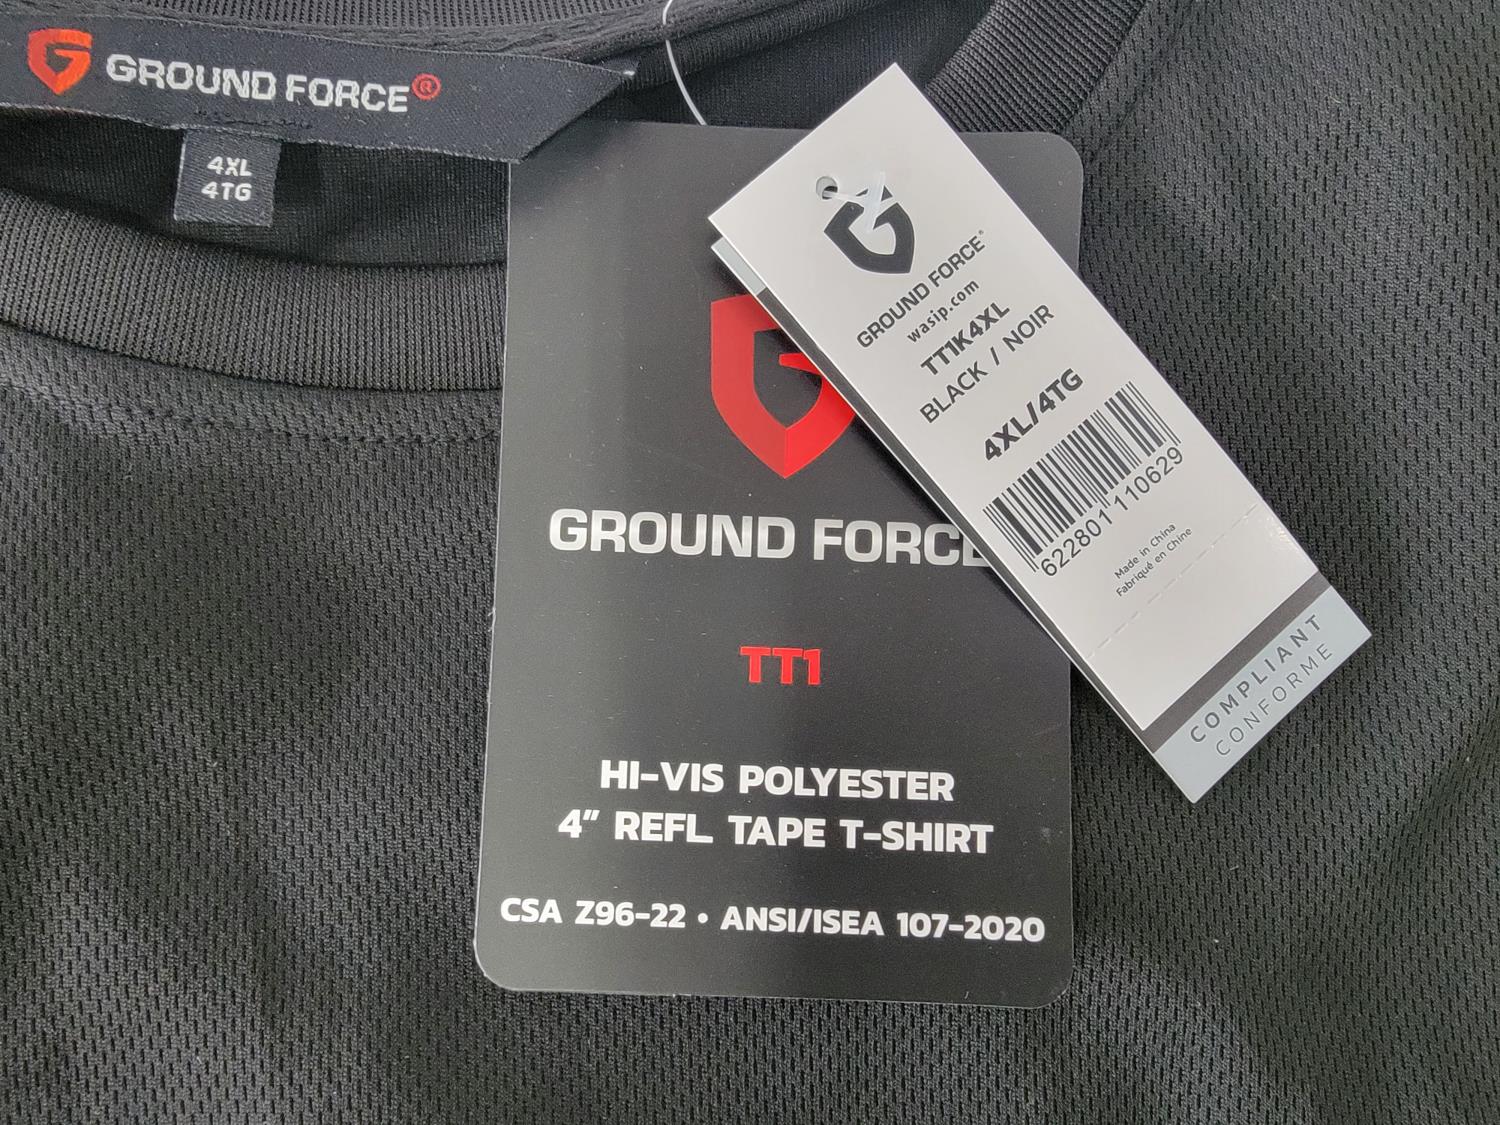 GROUND FORCE®
4XL
4TG
GROUND FORCE®
wasip.com
TT1K4XL
BLACK / NOIR
4XL/4TG
622801 110629
Made in China
Fabriqué en Chine
COMPLIANT
CONFORME
GROUND FORCE
TT1
HI-VIS POLYESTER
4” REFL. TAPE T-SHIRT
CSA Z96-22 • ANSI/ISEA 107-2020